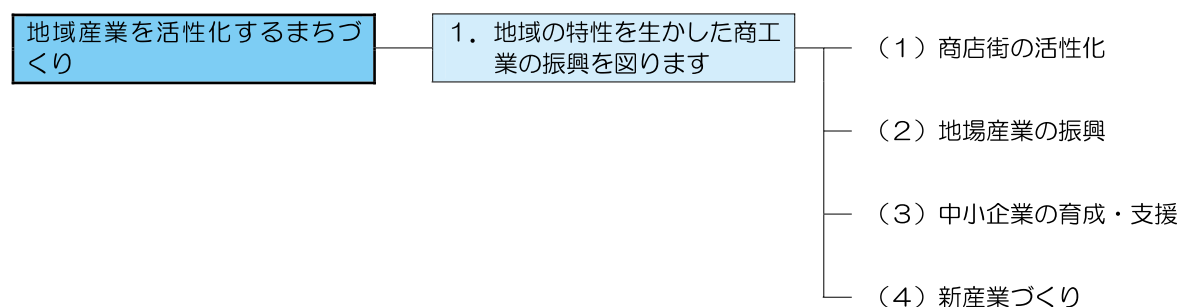 地域産業を活性化するまちづ
くり
１．地域の特性を生かした商工
業の振興を図ります
（１）商店街の活性化
（２）地場産業の振興
（３）中小企業の育成・支援
（４）新産業づくり